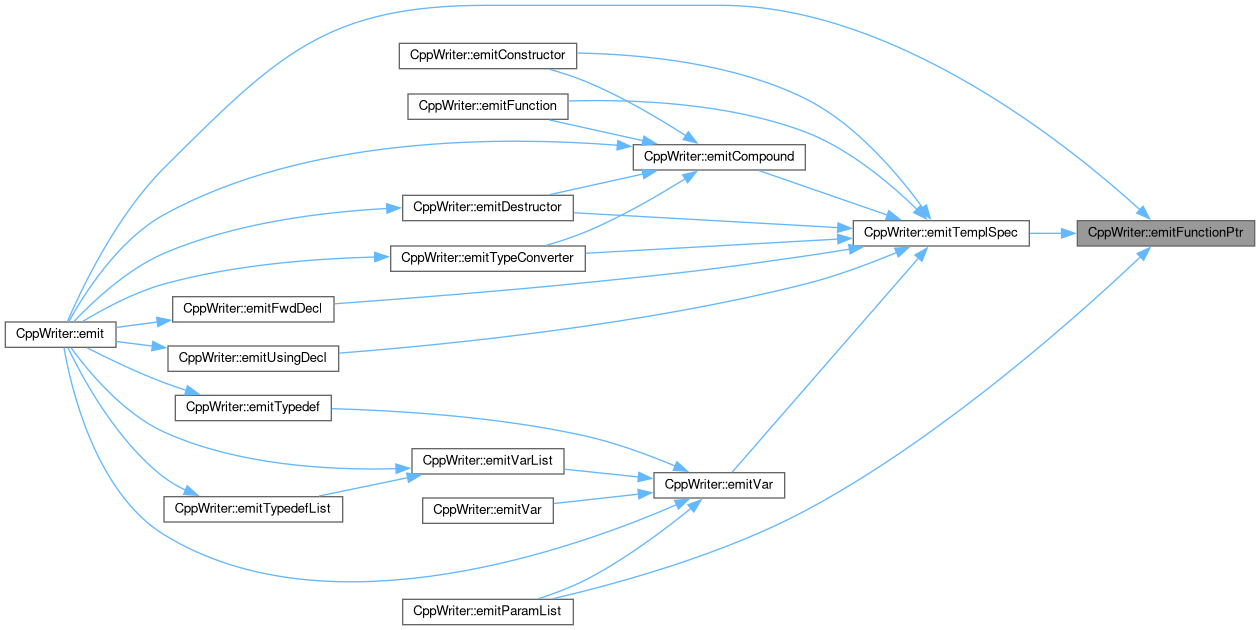 CppWriter::emitConstructor
CppWriter::emitFunction
CppWriter::emitCompound
CppWriter::emitDestructor
CppWriter::emitTemplSpec
CppWriter::emitFunctionPtr
CppWriter::emitTypeConverter
CppWriter::emitFwdDecl
CppWriter::emit
CppWriter::emitUsingDecl
CppWriter::emitTypedef
CppWriter::emitVarList
CppWriter::emitVar
CppWriter::emitTypedefList
CppWriter::emitVar
CppWriter::emitParamList